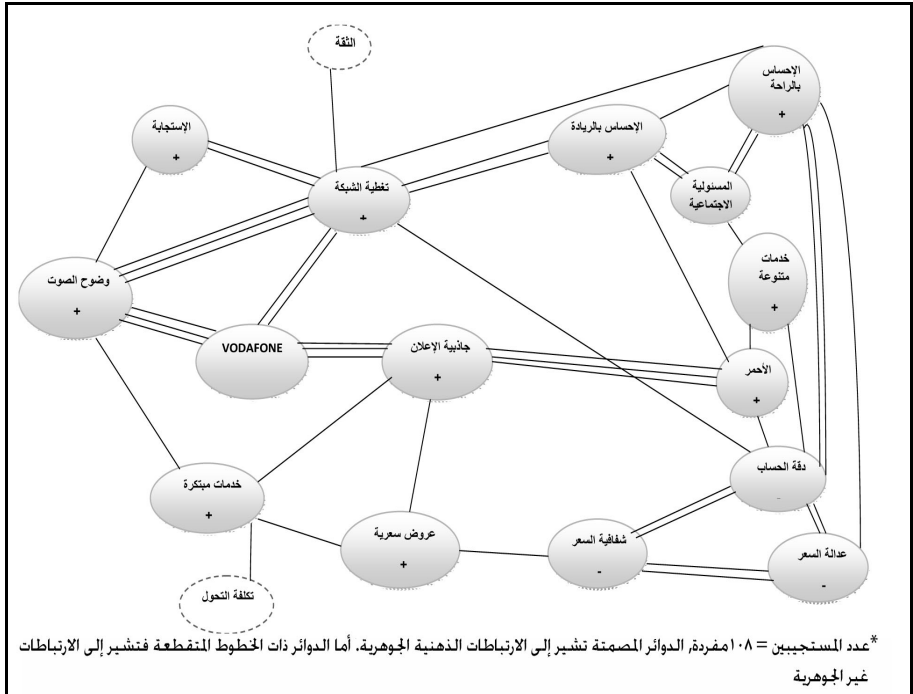 الثقة
الإحساس
بالراحة
+
الإستجابة
+
الإحساس بالريادة
+
تغطية الشبكة
+
المسئولية
الاجتماعية
خدمات
متنوعة
+
وضوح الصوت
+
VODAFONE
جاذبية الإعلان
+
الأحمر
+
دقة الحساب
-
خدمات مبتكرة
+
عروض سعرية
+
شفافية السعر
-
عدالة السعر
-
تكلفة التحول
*عدد المستجيبين = ١٠٨مفردة, الدوائر المصمتة تشير إلى الارتباطات الذهنية الجوهرية. أما الدوائر ذات الخطوط المتقطعة فتشير إلى الارتباطات
غير الجوهرية